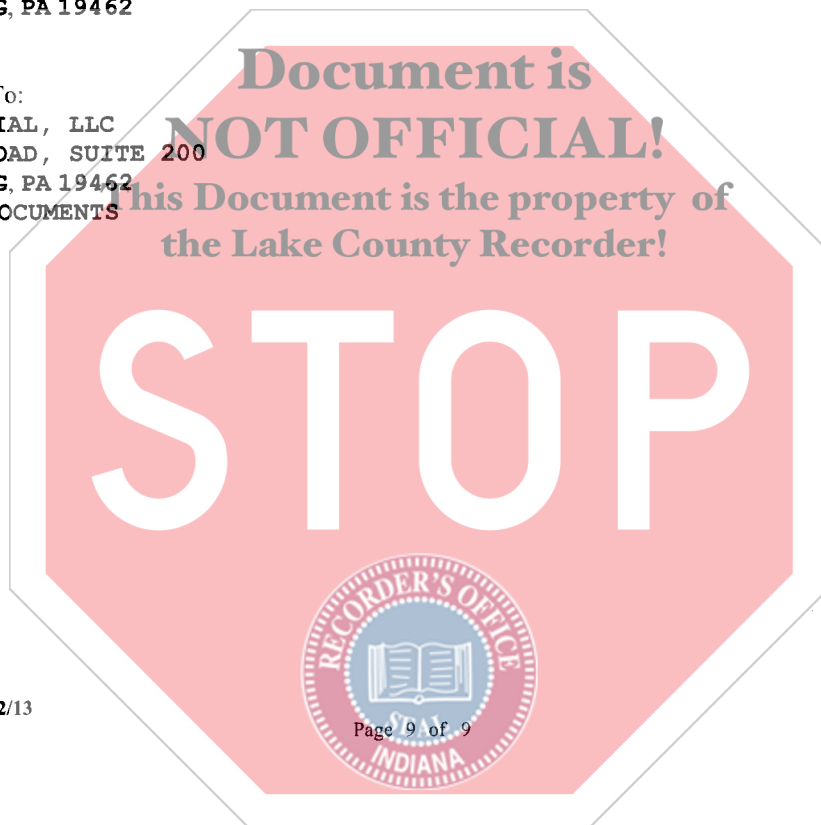 G, PA 19462
Document is
To:
IAL, LLC
NOT OFFICIAL!
OAD, SUITE 200
G, PA 19462
This Document is the property of
OCUMENTS
the Lake County Recorder!
STOP
RECORDER'S OFFICE
SEAL
2/13
Page 9 of 9
INDIANA